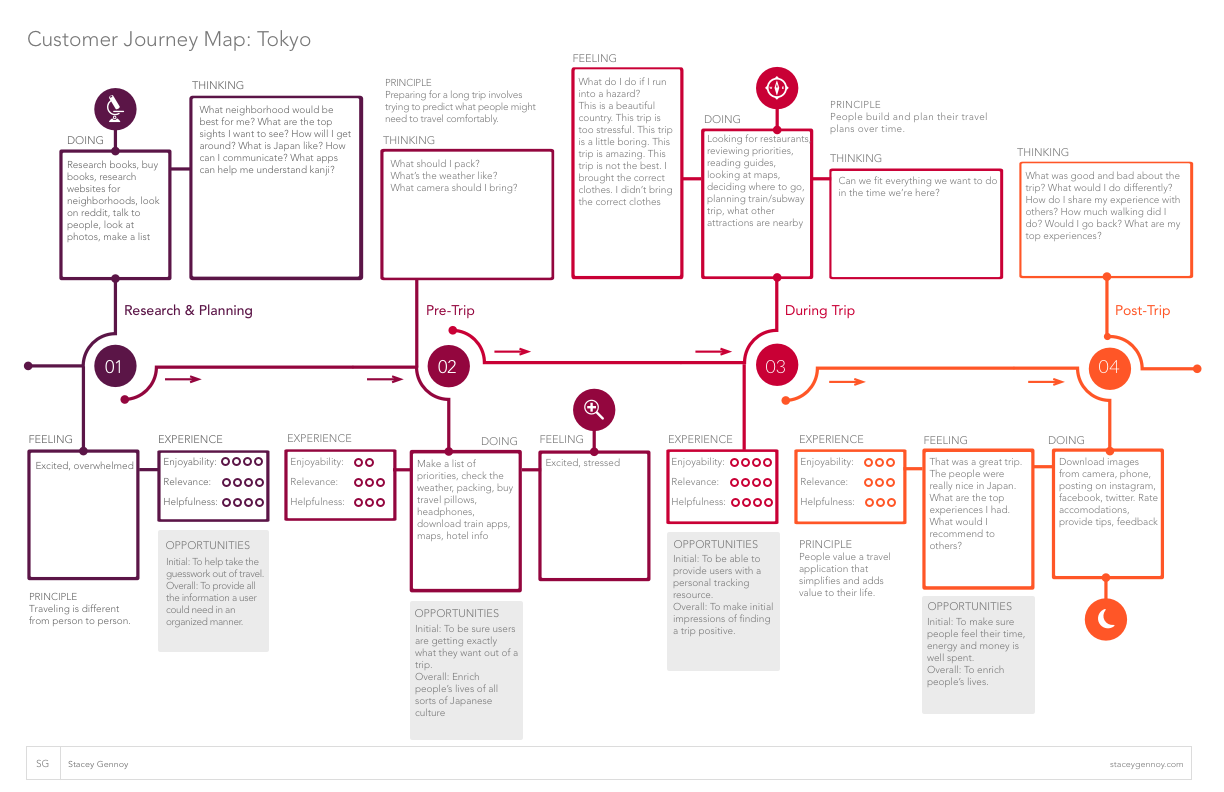 Customer Journey Map: Tokyo
DOING
Research books, buy
books, research
websites for
neighborhoods, look
on reddit, talk to
people, look at
photos, make a list
THINKING
What neighborhood would be
best for me? What are the top
sights I want to see? How will I get
around? What is Japan like? How
can I communicate? What apps
can help me understand kanji?
PRINCIPLE
Preparing for a long trip involves
trying to predict what people might
need to travel comfortably.
THINKING
What should I pack?
What's the weather like?
What camera should I bring?
FEELING
What do I do if I run
into a hazard?
This is a beautiful
country. This trip is
too stressful. This trip
is a little boring. This
trip is amazing. This
trip is not the best. I
brought the correct
clothes. I didn't bring
the correct clothes
DOING
Looking for restaurants,
reviewing priorities,
reading guides,
looking at maps,
deciding where to go,
planning train/subway
trip, what other
attractions are nearby
PRINCIPLE
People build and plan their travel
plans over time.
THINKING
Can we fit everything we want to do
in the time we're here?
THINKING
What was good and bad about the
trip? What would I do differently?
How do I share my experience with
others? How much walking did I
do? Would I go back? What are my
top experiences?
Research & Planning
Pre-Trip
During Trip
Post-Trip
01
02
03
04
FEELING
Excited, overwhelmed
PRINCIPLE
Traveling is different
from person to person.
EXPERIENCE
Enjoyability:
Relevance:
Helpfulness:
OPPORTUNITIES
Initial: To help take the
guesswork out of travel.
Overall: To provide all
the information a user
could need in an
organized manner.
EXPERIENCE
Enjoyability:
Relevance:
Helpfulness:
DOING
Make a list of
priorities, check the
weather, packing, buy
travel pillows,
headphones,
download train apps,
maps, hotel info
OPPORTUNITIES
Initial: To be sure users
are getting exactly
what they want out of a
trip.
Overall: Enrich
people's lives of all
sorts of Japanese
culture
FEELING
Excited, stressed
EXPERIENCE
Enjoyability:
Relevance:
Helpfulness:
OPPORTUNITIES
Initial: To be able to
provide users with a
personal tracking
resource.
Overall: To make initial
impressions of finding
a trip positive.
EXPERIENCE
Enjoyability:
Relevance:
Helpfulness:
PRINCIPLE
People value a travel
application that
simplifies and adds
value to their life.
FEELING
That was a great trip.
The people were
really nice in Japan.
What are the top
experiences I had.
What would I
recommend to
others?
OPPORTUNITIES
Initial: To make sure
people feel their time,
energy and money is
well spent.
Overall: To enrich
people's lives.
DOING
Download images
from camera, phone,
posting on instagram,
facebook, twitter. Rate
accomodations,
provide tips, feedback
SG
Stacey Gennoy
staceygennoy.com